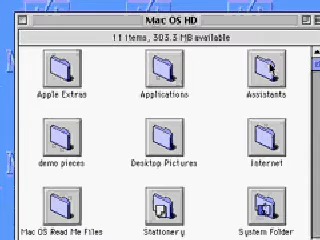 Mac OS HD
11 items, 303.3 MB available
Apple Extras
Applications
Assistants
demo pieces
Desktop Pictures
Internet
Mac OS Read Me Files
Stationery
System Folder